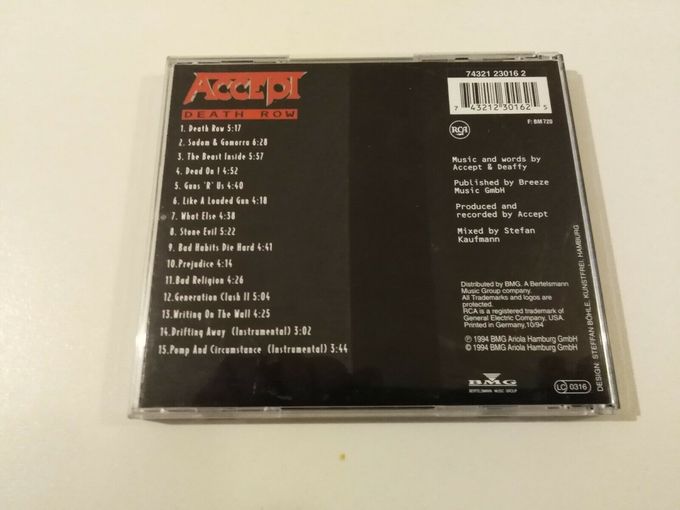 ACCEPT
DEATH ROW
1. Death Row 5:17
2. Sodom & Gomorra 6:28
3. The Beast Inside 5:57
4. Dead On ! 4:52
5. Guns 'R' Us 4:40
6. Like A Loaded Gun 4:18
7. What Else 4:38
8. Stone Evil 5:22
9. Bad Habits Die Hard 4:41
10.Prejudice 4:14
11.Bad Religion 4:26
12.Generation Clash II 5:04
13.Writing On The Wall 4:25
14.Drifting Away (Instrumental) 3:02
15.Pomp And Circumstance (Instrumental) 3:44
74321 23016 2
7 43212 30162 5
RCA
F: BM 720
Music and words by
Accept & Deaffy
Published by Breeze
Music GmbH
Produced and
recorded by Accept
Mixed by Stefan
Kaufmann
Distributed by BMG. A Bertelsmann
Music Group company.
All Trademarks and logos are
protected.
RCA is a registered trademark of
General Electric Company, USA
Printed in Germany,10/94
℗ 1994 BMG Ariola Hamburg GmbH
© 1994 BMG Ariola Hamburg GmbH
BMG
BERTELSMANN MUSIC GROUP
LC 0316
DESIGN: STEFFAN BÖHLE, KUNSTFREI, HAMBURG